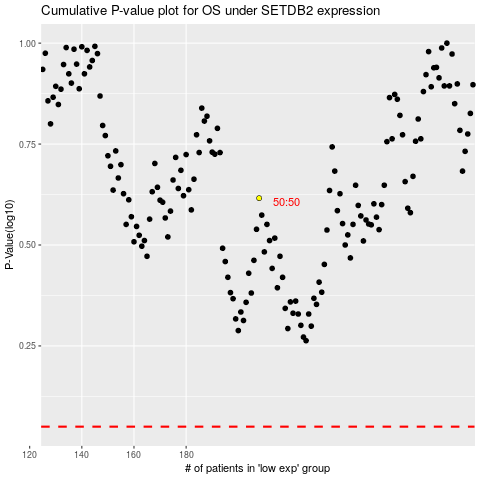 Cumulative P-value plot for OS under SETDB2 expression
1.00
0.75
0.50
0.25
P-Value(log10)
50:50
120 140 160 180
# of patients in 'low exp' group